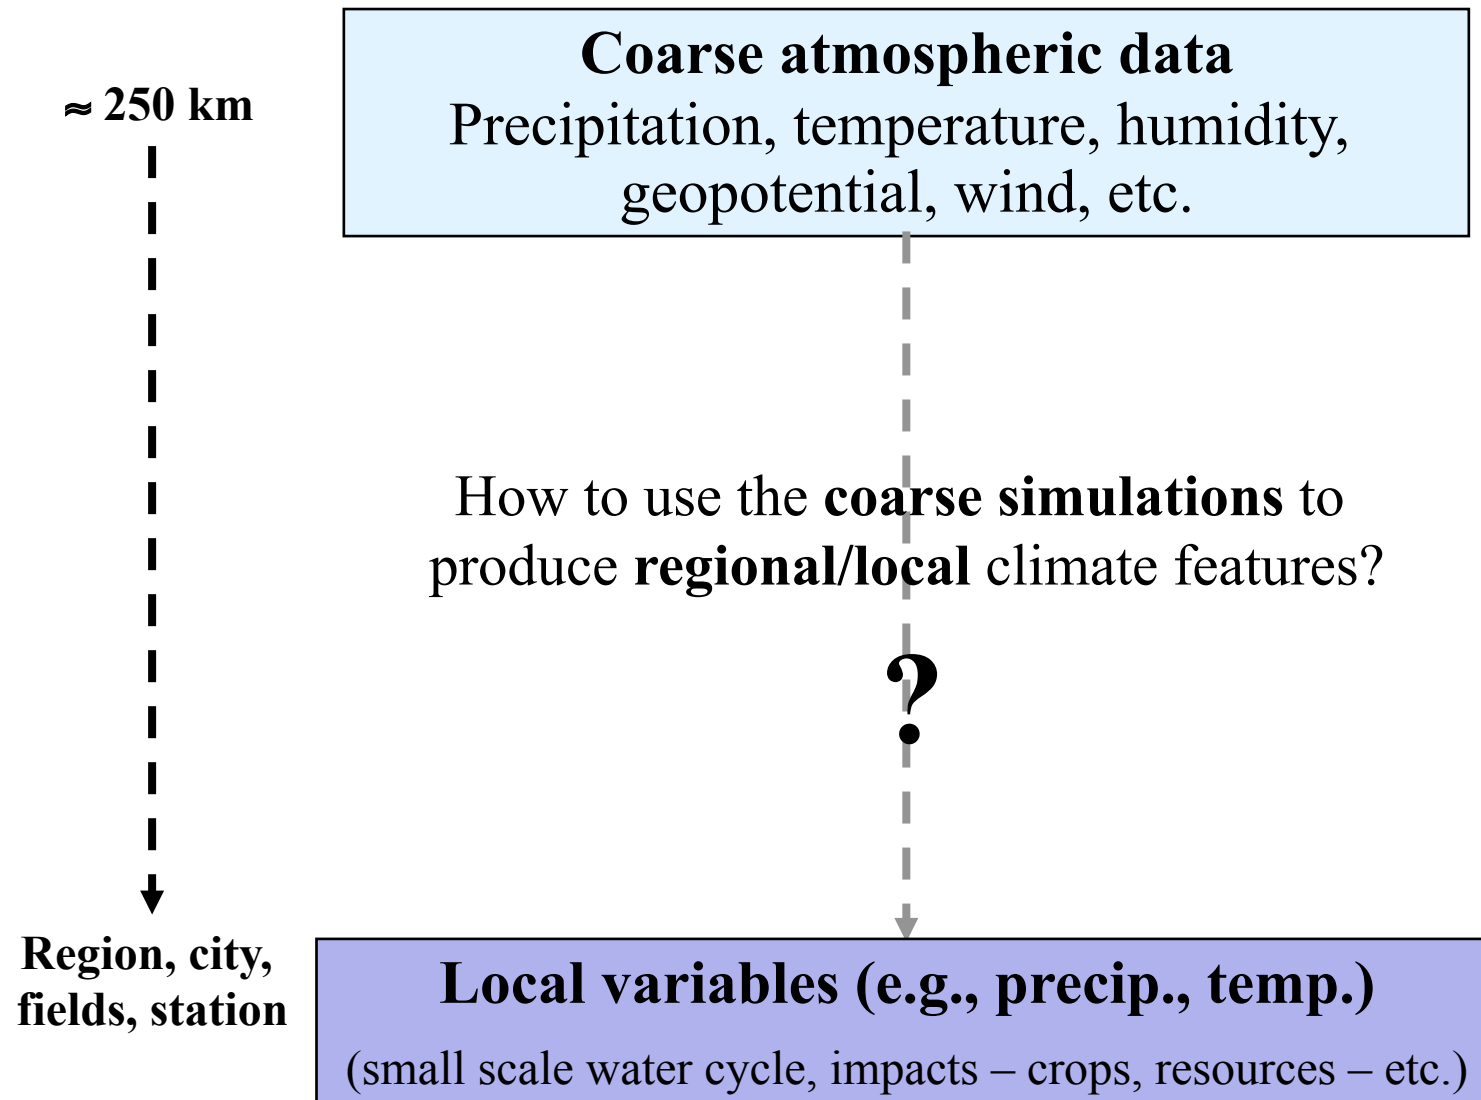 Coarse atmospheric data
≈ 250 km
Precipitation, temperature, humidity,
geopotential, wind, etc.
How to use the coarse simulations to
produce regional/local climate features?
?
Region, city,
fields, station
Local variables (e.g., precip., temp.)
(small scale water cycle, impacts – crops, resources – etc.)